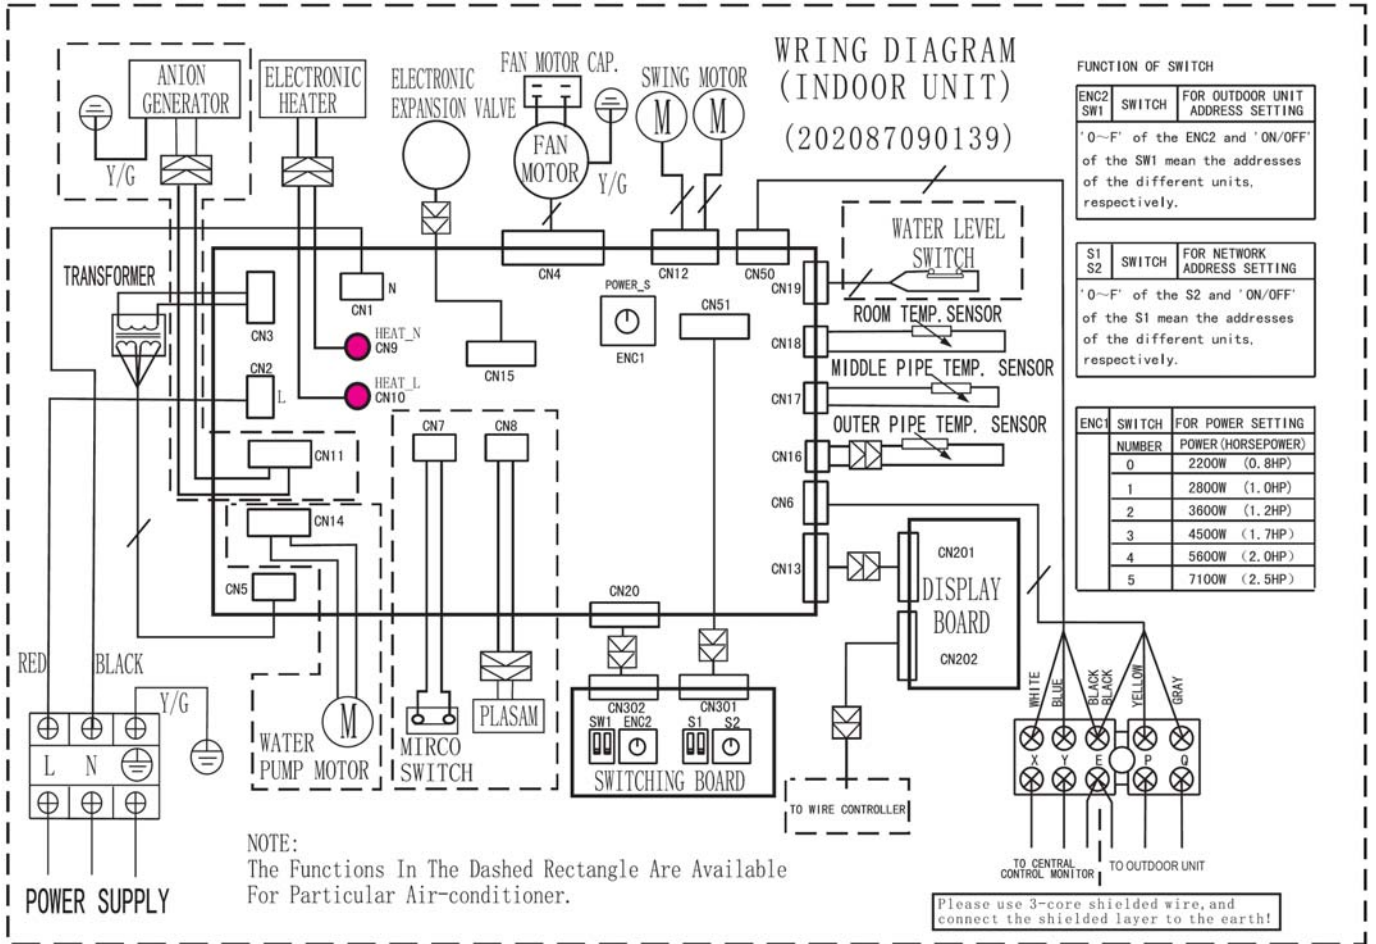 WRING DIAGRAM
(INDOOR UNIT)
(202087090139)
ANION
GENERATOR
Y/G
ELECTRONIC
HEATER
ELECTRONIC
EXPANSION VALVE
FAN MOTOR CAP.
FAN
MOTOR
Y/G
SWING MOTOR
M
M
TRANSFORMER
CN3
CN1
N
HEAT_N
CN9
CN2
L
HEAT_L
CN10
CN15
CN4
CN12
CN50
POWER_S
ENC1
CN51
CN19
WATER LEVEL
SWITCH
CN18
ROOM TEMP. SENSOR
CN17
MIDDLE PIPE TEMP. SENSOR
CN16
OUTER PIPE TEMP. SENSOR
CN6
CN13
CN11
CN14
CN5
CN7
CN8
CN20
CN201
DISPLAY
BOARD
CN202
RED
BLACK
Y/G
L
N
POWER SUPPLY
WATER
PUMP MOTOR
M
MIRCO
SWITCH
PLASAM
CN302
CN301
SW1
ENC2
S1
S2
SWITCHING BOARD
TO WIRE CONTROLLER
WHITE
BLUE
BLACK
BLACK
YELLOW
GRAY
X
Y
E
P
Q
TO CENTRAL
CONTROL MONITOR
TO OUTDOOR UNIT
Please use 3-core shielded wire, and
connect the shielded layer to the earth!
NOTE:
The Functions In The Dashed Rectangle Are Available
For Particular Air-conditioner.
FUNCTION OF SWITCH
ENC2
SW1
SWITCH
FOR OUTDOOR UNIT
ADDRESS SETTING
'0~F' of the ENC2 and 'ON/OFF'
of the SW1 mean the addresses
of the different units,
respectively.
S1
S2
SWITCH
FOR NETWORK
ADDRESS SETTING
'0~F' of the S2 and 'ON/OFF'
of the S1 mean the addresses
of the different units,
respectively.
ENC1 SWITCH FOR POWER SETTING
NUMBER POWER(HORSEPOWER)
0 2200W (0.8HP)
1 2800W (1.0HP)
2 3600W (1.2HP)
3 4500W (1.7HP)
4 5600W (2.0HP)
5 7100W (2.5HP)